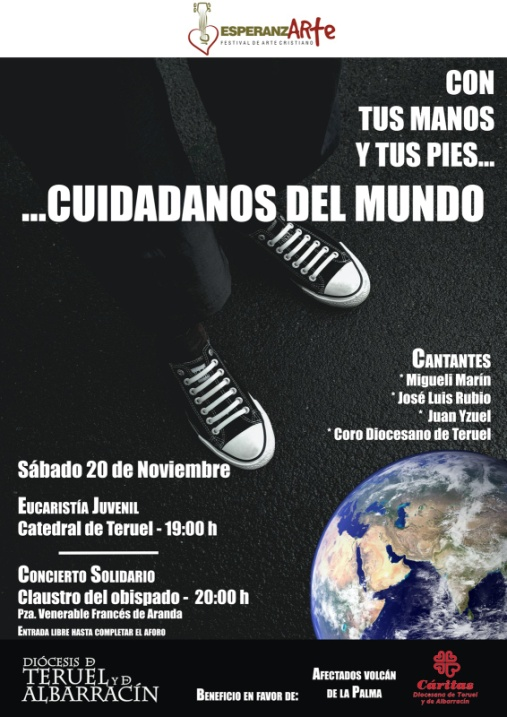 ESPERANZARTE
FESTIVAL DE ARTE CRISTIANO
CON
TUS MANOS
Y TUS PIES...
...CUIDADANOS DEL MUNDO
CANTANTES
* Migueli Marín
* José Luis Rubio
* Juan Yzuel
* Coro Diocesano de Teruel
Sábado 20 de Noviembre
EUCARISTÍA JUVENIL
Catedral de Teruel - 19:00 h
CONCIERTO SOLIDARIO
Claustro del obispado - 20:00 h
Pza. Venerable Francés de Aranda
ENTRADA LIBRE HASTA COMPLETAR EL AFORO
DIÓCESIS D
TERUEL Y D
ALBARRACÍN
BENEFICIO EN FAVOR DE:
AFECTADOS VOLCÁN
DE LA PALMA
Cáritas
Diocesana de Teruel
y de Albarracín